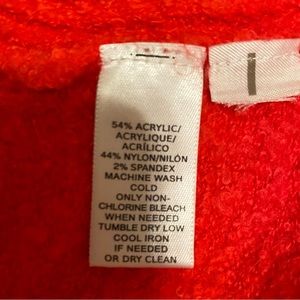 54% ACRYLIC/
ACRYLIQUE/
ACRÍLICO
44% NYLON/NILÓN
2% SPANDEX
MACHINE WASH
COLD
ONLY NON-
CHLORINE BLEACH
WHEN NEEDED
TUMBLE DRY LOW
COOL IRON
IF NEEDED
OR DRY CLEAN